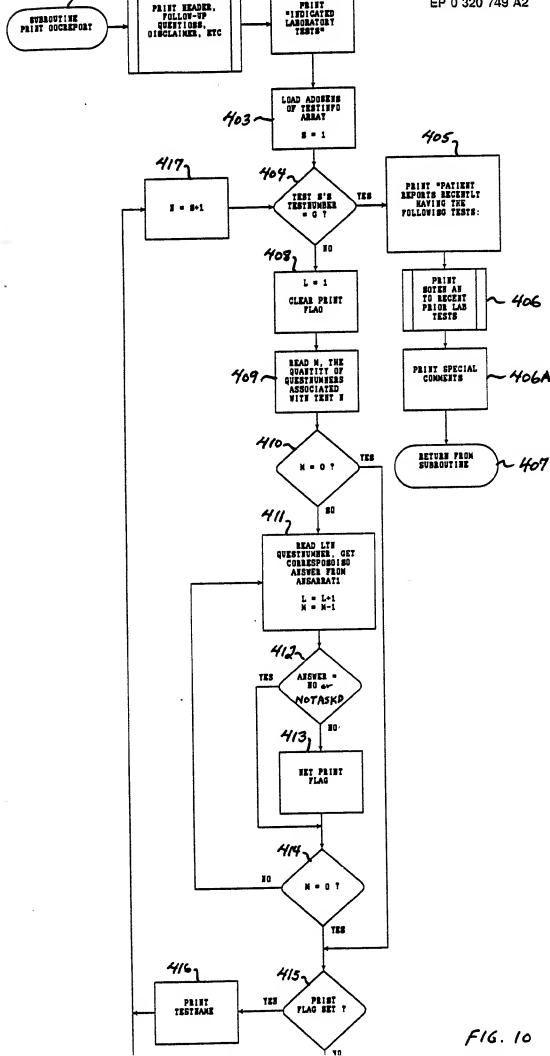 EP 0 320 749 A2
SUBROUTINE
PRINT DOCREPORT
PRINT HEADER,
FOLLOW-UP
QUENTIONS,
DISCLAIMER, ETC
PRINT
"INDICATED
LABORATORY
TESTS"
403
LOAD ADDSENS
OF TESTINFO
ARRAY
S = 1
417
N = S+1
404
TEST S'S
TESTNUMBER
= 0 ?
YES
NO
405
PRINT "PATIENT
REPORTS RECENTLY
HAVING THE
FOLLOWING TESTS:
408
L = 1
CLEAR PRINT
FLAG
PRINT
NOTEN AN
TO RECENT
PRIOR LAB
TESTS
406
409
READ M, THE
QUANTITY OF
QUESTNUMBERS
ASSOCIATED
WITH TEST N
PRINT SPECIAL
COMMENTS
406A
410
M = 0 ?
YES
NO
RETURN FROM
SUBROUTINE
407
411
READ LTH
QUESTNUMBER, GET
CORRESPONDING
ANSWER FROM
ANSARRAY1
L = L+1
M = M-1
412
YES
ANSWER =
NO or
NOTASKD
NO
413
NET PRINT
FLAG
414
NO
M = 0 ?
YES
416
PRINT
TESTNAME
YES
415
PRINT
FLAG SET ?
NO
FIG. 10